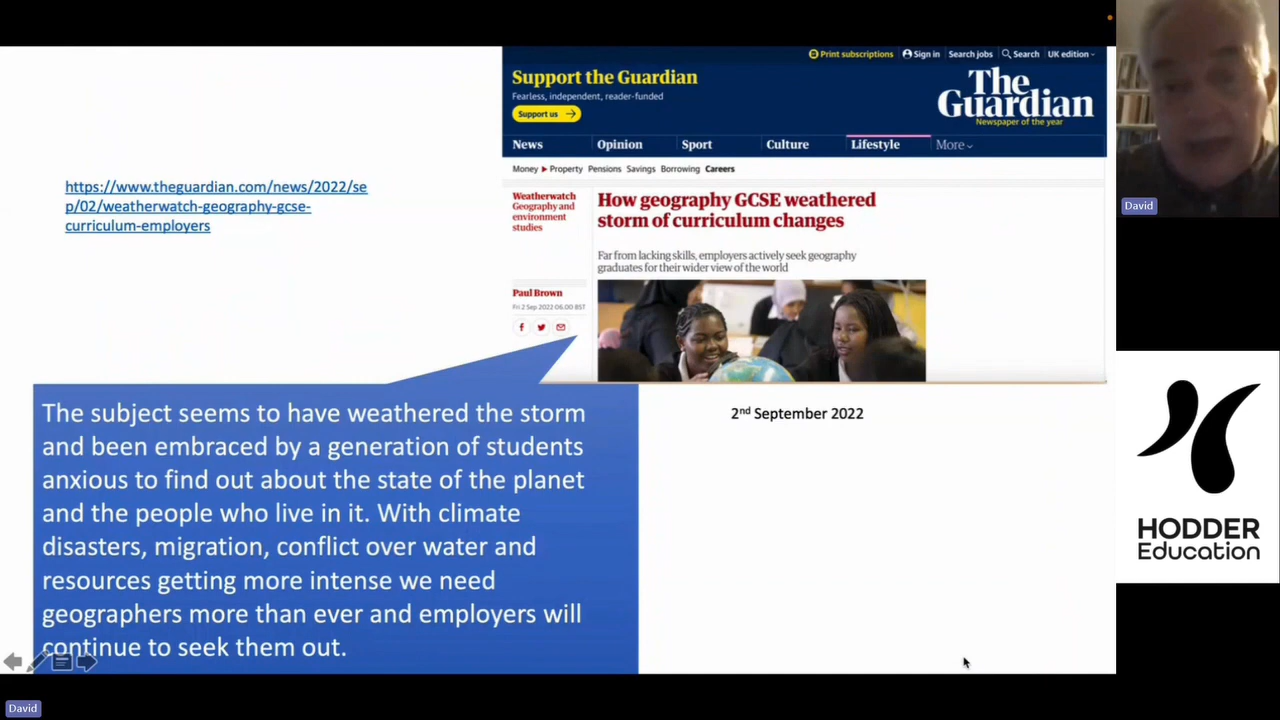 Print subscriptions Sign in Search jobs Search UK edition
Support the Guardian
Fearless, independent, reader-funded
Support us
The
Guardian
Newspaper of the year
News Opinion Sport Culture Lifestyle More
Money Property Pensions Savings Borrowing Careers
Weatherwatch
Geography and
environment
studies
How geography GCSE weathered
storm of curriculum changes
Far from lacking skills, employers actively seek geography
graduates for their wider view of the world
Paul Brown
Fri 2 Sep 2022 06.00 BST
https://www.theguardian.com/news/2022/se
p/02/weatherwatch-geography-gcse-
curriculum-employers
2nd September 2022
The subject seems to have weathered the storm
and been embraced by a generation of students
anxious to find out about the state of the planet
and the people who live in it. With climate
disasters, migration, conflict over water and
resources getting more intense we need
geographers more than ever and employers will
continue to seek them out.
David
HODDER
Education
David